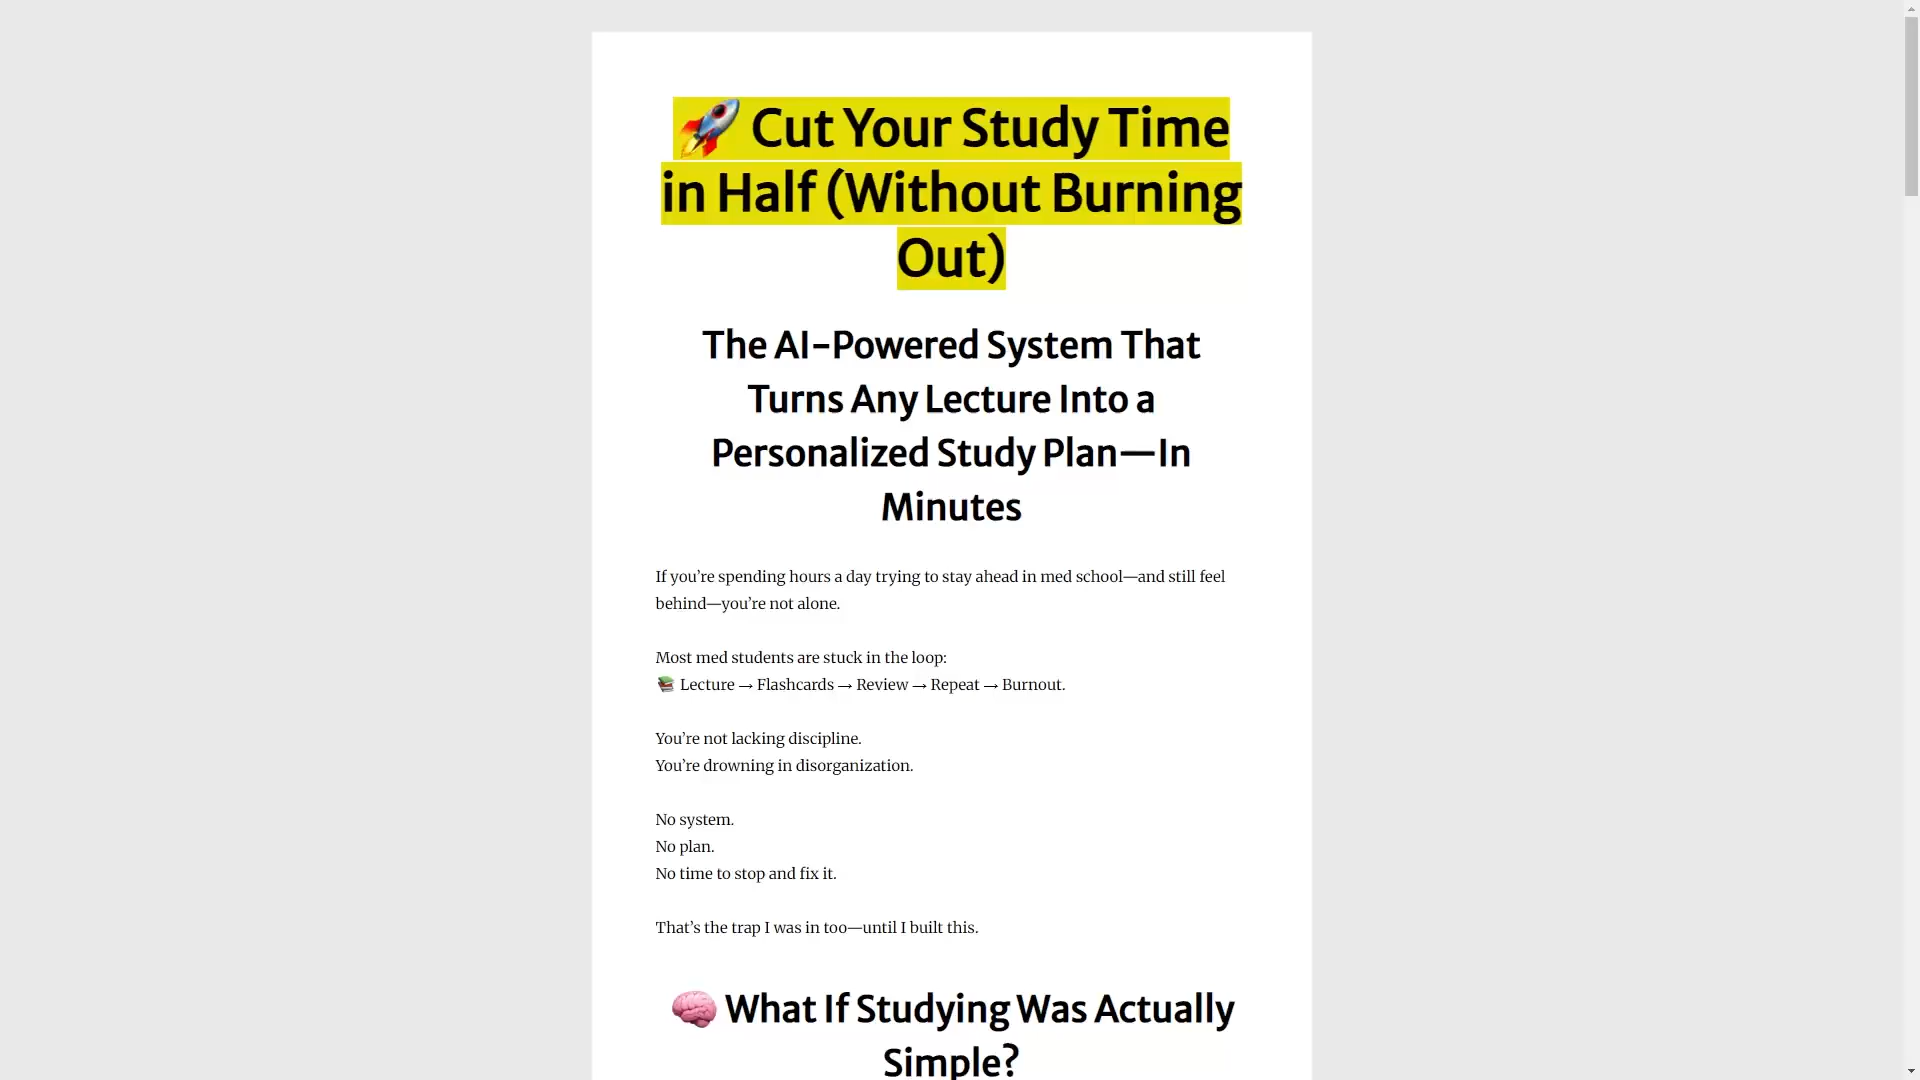 🚀 Cut Your Study Time
in Half (Without Burning
Out)
The AI-Powered System That
Turns Any Lecture Into a
Personalized Study Plan—In
Minutes
If you’re spending hours a day trying to stay ahead in med school—and still feel
behind—you’re not alone.
Most med students are stuck in the loop:
📚 Lecture → Flashcards → Review → Repeat → Burnout.
You’re not lacking discipline.
You’re drowning in disorganization.
No system.
No plan.
No time to stop and fix it.
That’s the trap I was in too—until I built this.
🧠 What If Studying Was Actually
Simple?